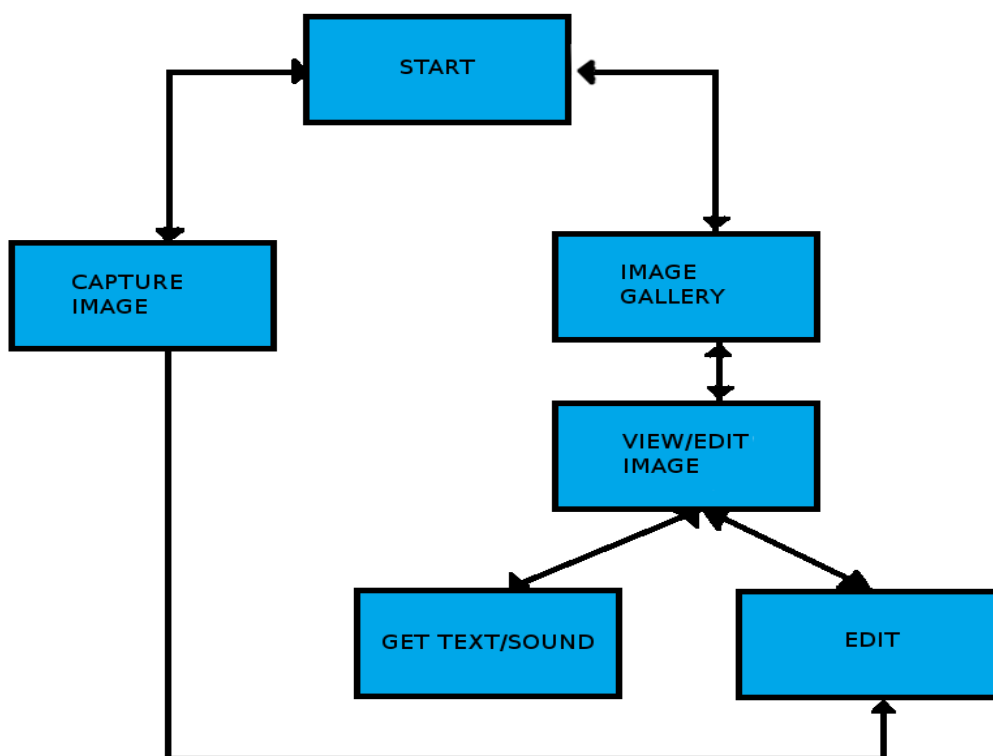 START
CAPTURE
IMAGE
IMAGE
GALLERY
VIEW/EDIT
IMAGE
GET TEXT/SOUND
EDIT